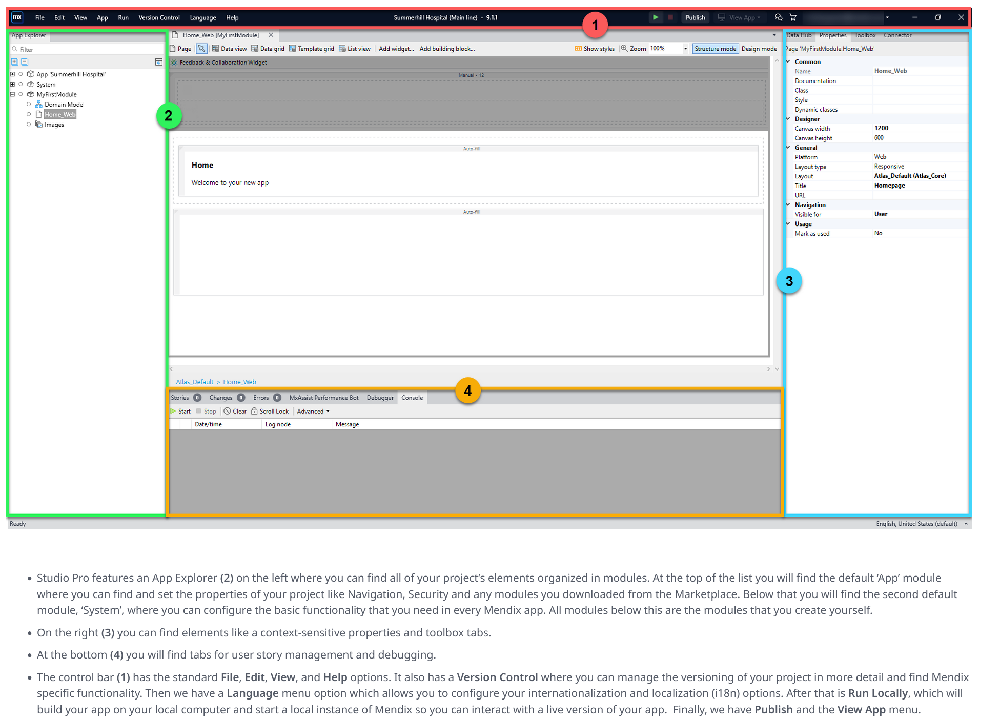 mx File Edit View App Run Version Control Language Help Summerhill Hospital (Main line) - 9.1.1 Publish View App
1
App Explorer
Filter
App 'Summerhill Hospital'
System
MyFirstModule
Domain Model
Home_Web
Images
2
Home_Web [MyFirstModule]
Page Data view Data grid Template grid List view Add widget... Add building block... Show styles Zoom 100% Structure mode Design mode
Feedback & Collaboration Widget
Manual - 12
Auto-fill
Home
Welcome to your new app
Auto-fill
Atlas_Default > Home_Web
Data Hub Properties Toolbox Connector
Page 'MyFirstModule.Home_Web'
Common
Name Home_Web
Documentation
Class
Style
Dynamic classes
Designer
Canvas width 1200
Canvas height 600
General
Platform Web
Layout type Responsive
Layout Atlas_Default (Atlas_Core)
Title Homepage
URL
Navigation
Visible for User
Usage
Mark as used No
3
4
Stories 0 Changes 0 Errors 0 MxAssist Performance Bot Debugger Console
Start Stop Clear Scroll Lock Advanced
Date/time Log node Message
Ready English, United States (default)
• Studio Pro features an App Explorer (2) on the left where you can find all of your project’s elements organized in modules. At the top of the list you will find the default ‘App’ module
where you can find and set the properties of your project like Navigation, Security and any modules you downloaded from the Marketplace. Below that you will find the second default
module, ‘System’, where you can configure the basic functionality that you need in every Mendix app. All modules below this are the modules that you create yourself.
• On the right (3) you can find elements like a context-sensitive properties and toolbox tabs.
• At the bottom (4) you will find tabs for user story management and debugging.
• The control bar (1) has the standard File, Edit, View, and Help options. It also has a Version Control where you can manage the versioning of your project in more detail and find Mendix
specific functionality. Then we have a Language menu option which allows you to configure your internationalization and localization (i18n) options. After that is Run Locally, which will
build your app on your local computer and start a local instance of Mendix so you can interact with a live version of your app. Finally, we have Publish and the View App menu.